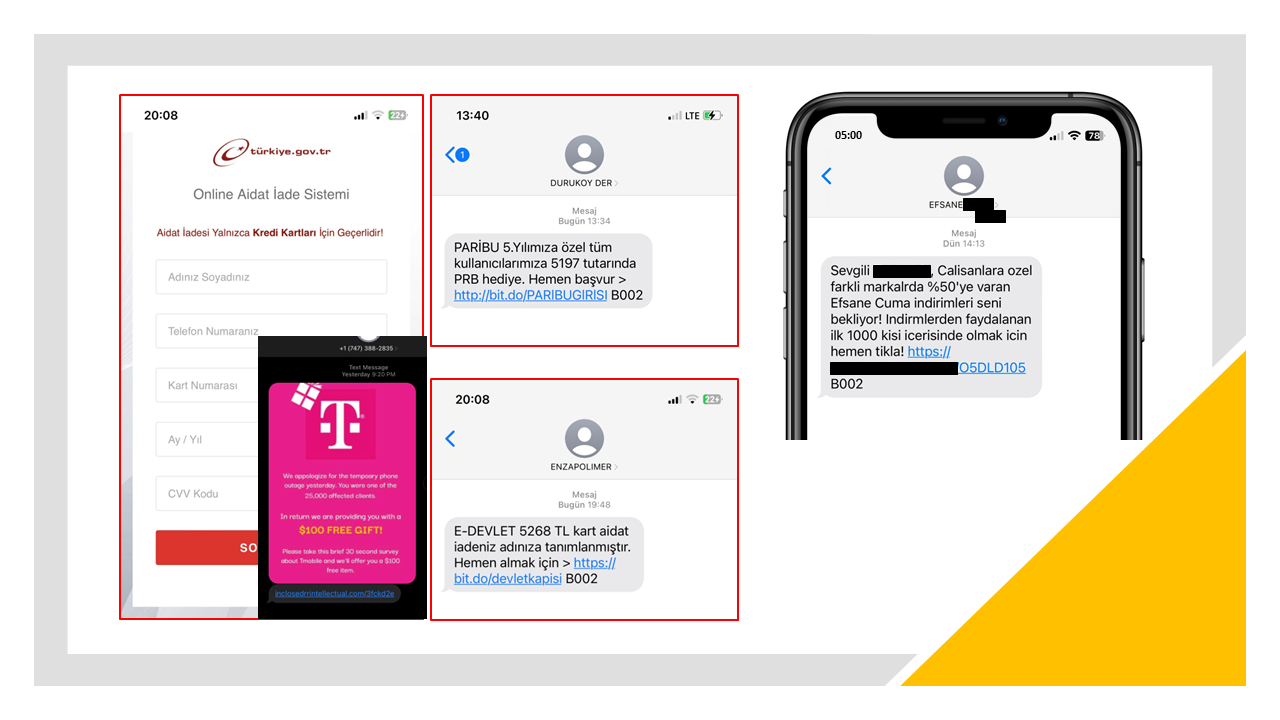 20:08
türkiye.gov.tr
Online Aidat İade Sistemi
Aidat İadesi Yalnızca Kredi Kartları İçin Geçerlidir!
Adınız Soyadınız
Telefon Numaranız
Kart Numarası
Ay / Yıl
CVV Kodu
SO
+1 (747) 388-2835
Text Message
Yesterday 9:20 PM
T
We appologize for the tempoary phone
outage yesterday. You were one of the
25,000 affected clients.
In return we are providing you with a
$100 FREE GIFT!
Please take this brief 30 second survey
about Tmobile and we'll offer you a $100
free item.
inclosedrrintellectual.com/3fckd2e
13:40
LTE
1
DURUKOY DER
Mesaj
Bugün 13:34
PARİBU 5.Yılımıza özel tüm
kullanıcılarımıza 5197 tutarında
PRB hediye. Hemen başvur >
http://bit.do/PARIBUGIRISI B002
20:08
22
ENZAPOLIMER
Mesaj
Bugün 19:48
E-DEVLET 5268 TL kart aidat
iadeniz adınıza tanımlanmıştır.
Hemen almak için > https://
bit.do/devletkapisi B002
05:00
78
EFSANE
Mesaj
Dün 14:13
Sevgili , Calisanlara ozel
farkli markalrda %50'ye varan
Efsane Cuma indirimleri seni
bekliyor! Indirmlerden faydalanan
ilk 1000 kisi icerisinde olmak icin
hemen tikla! https://
O5DLD105
B002